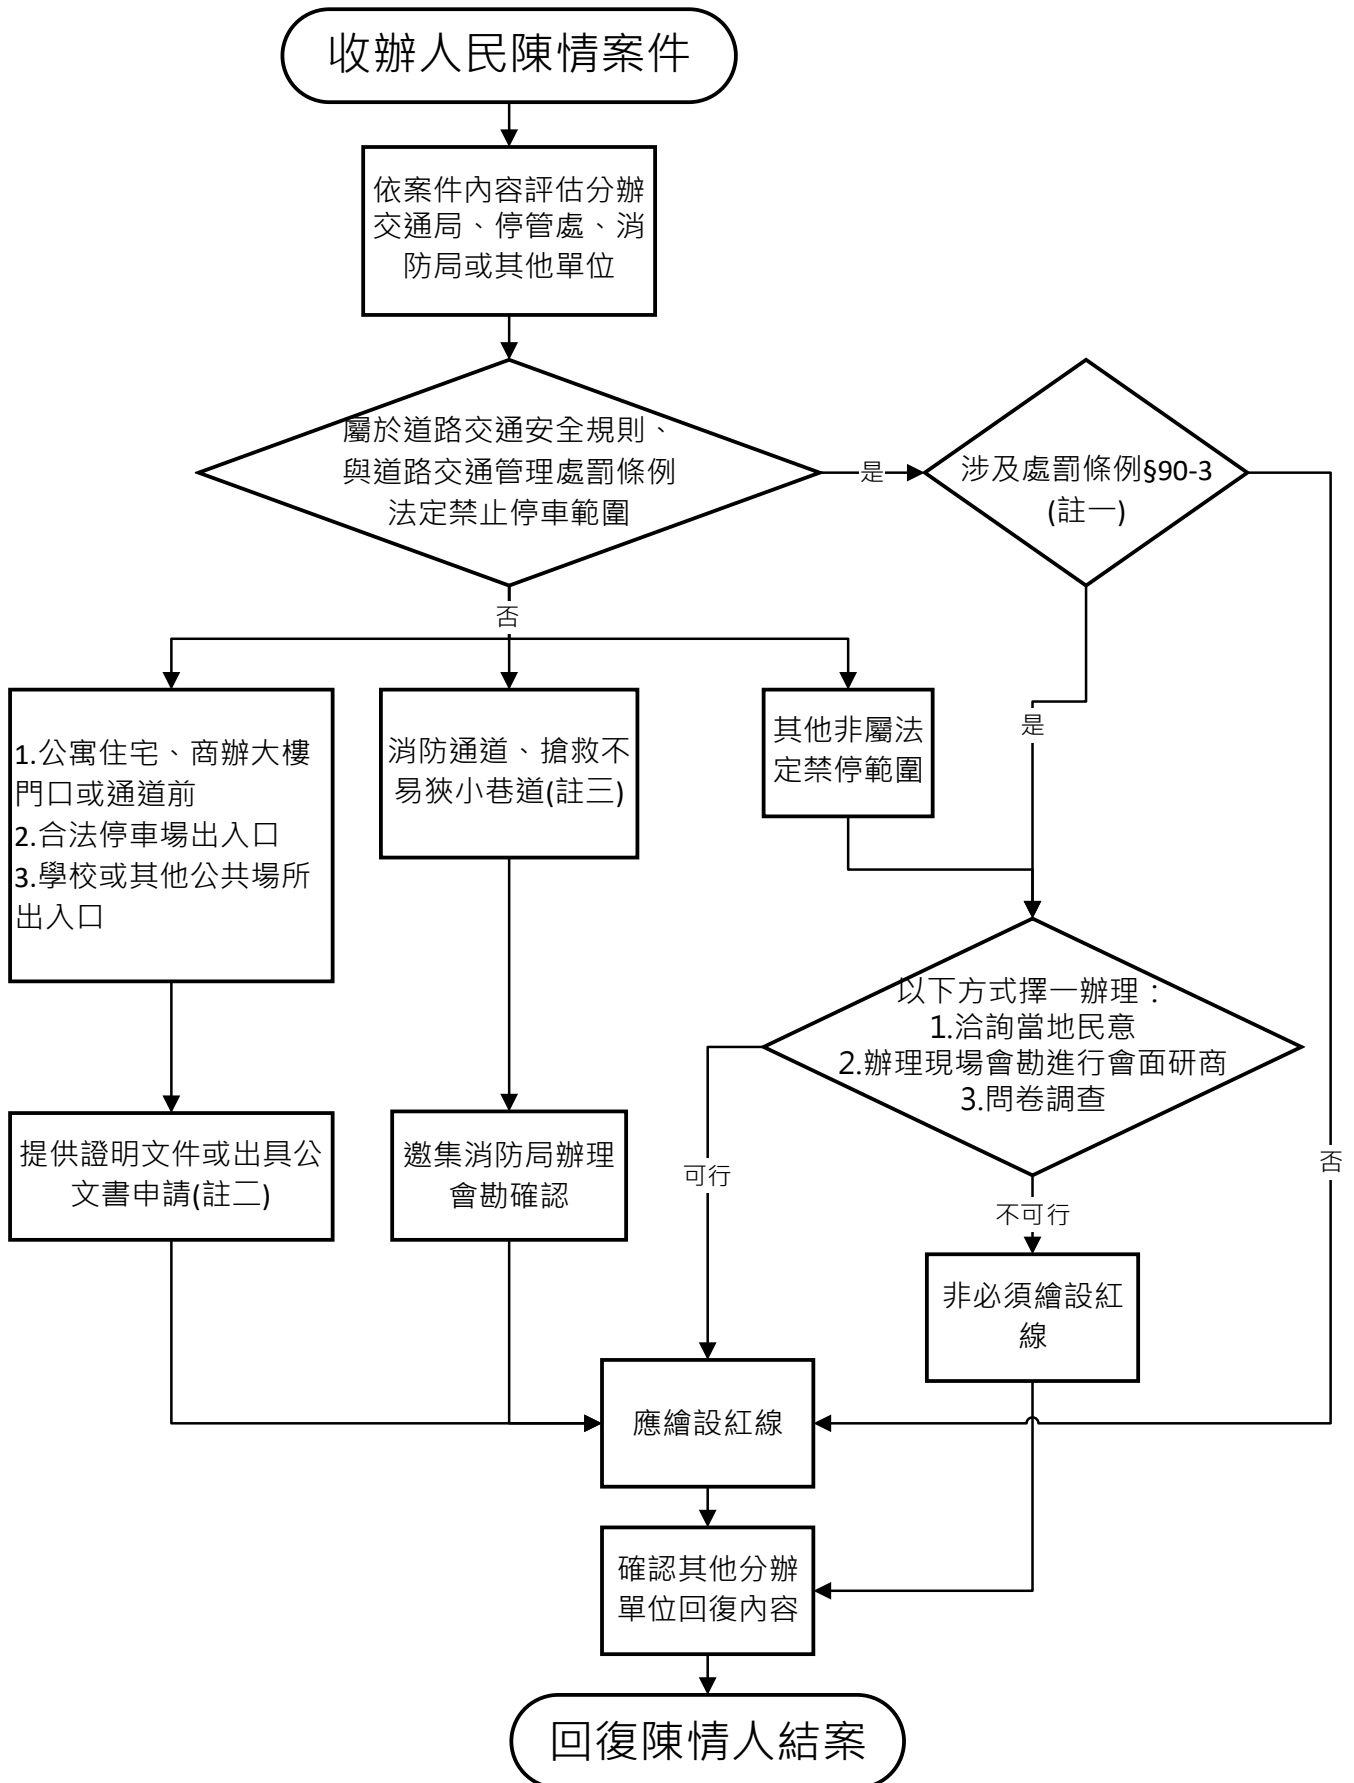 收辦人民陳情案件
依案件內容評估分辦
交通局、停管處、消
防局或其他單位
屬於道路交通安全規則、
與道路交通管理處罰條例
法定禁止停車範圍
是
涉及處罰條例§90-3
(註一)
否
1.公寓住宅、商辦大樓
門口或通道前
2.合法停車場出入口
3.學校或其他公共場所
出入口
消防通道、搶救不
易狹小巷道(註三)
其他非屬法
定禁停範圍
是
以下方式擇一辦理：
1.洽詢當地民意
2.辦理現場會勘進行會面研商
3.問卷調查
提供證明文件或出具公
文書申請(註二)
邀集消防局辦理
會勘確認
可行
不可行
否
非必須繪設紅
線
應繪設紅線
確認其他分辦
單位回復內容
回復陳情人結案